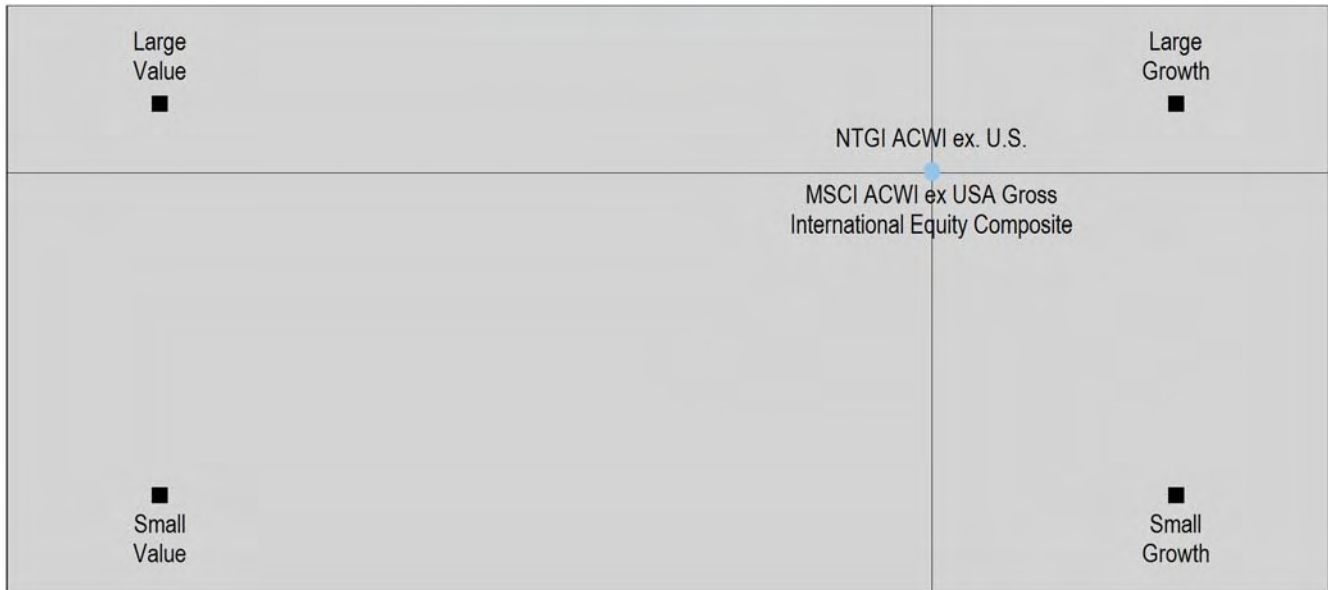 Large
Value
Large
Growth
NTGI ACWI ex. U.S.
MSCI ACWI ex USA Gross
International Equity Composite
Small
Value
Small
Growth